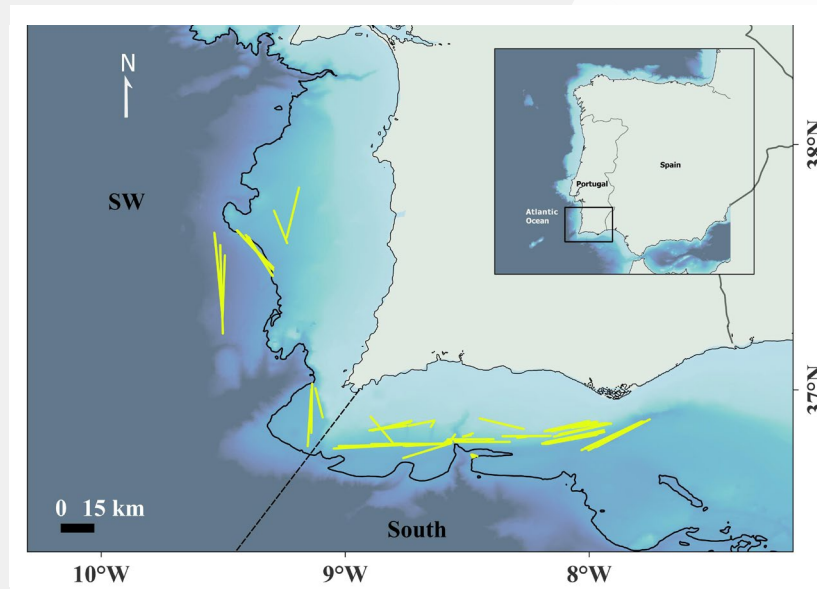 N
Spain
Portugal
Atlantic
Ocean
38°N
SW
37°N
0 15 km
South
10°W 9°W 8°W